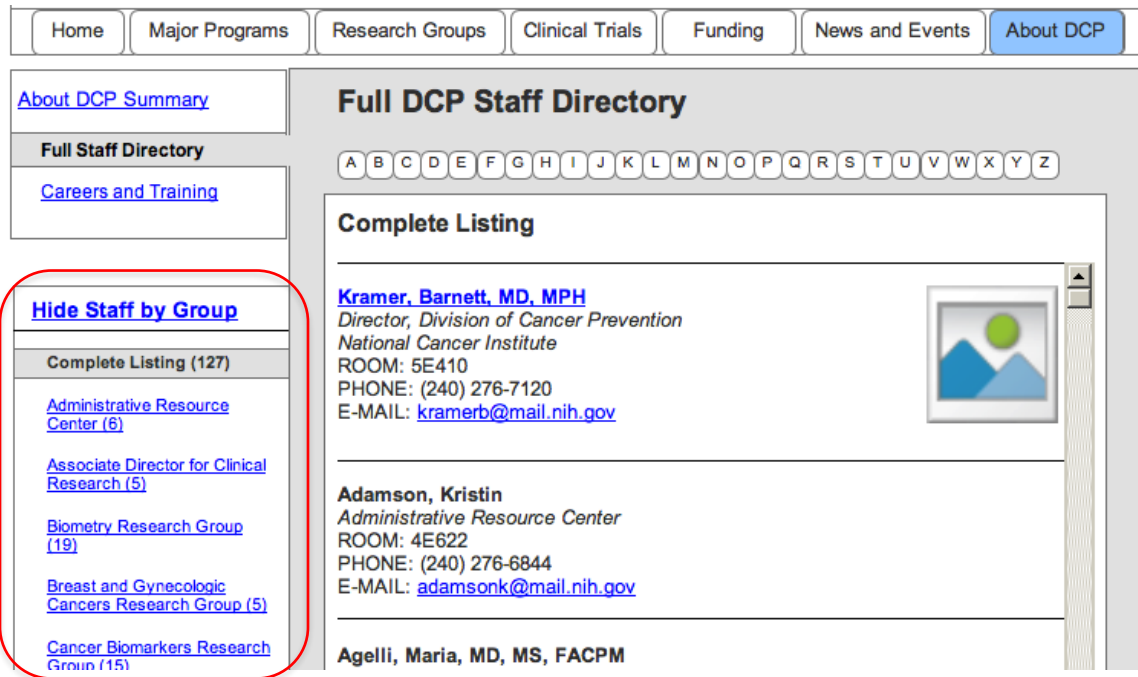 Home Major Programs Research Groups Clinical Trials Funding News and Events About DCP
About DCP Summary
Full Staff Directory
Careers and Training
Hide Staff by Group
Complete Listing (127)
Administrative Resource
Center (6)
Associate Director for Clinical
Research (5)
Biometry Research Group
(19)
Breast and Gynecologic
Cancers Research Group (5)
Cancer Biomarkers Research
Group (15)
Full DCP Staff Directory
A B C D E F G H I J K L M N O P Q R S T U V W X Y Z
Complete Listing
Kramer, Barnett, MD, MPH
Director, Division of Cancer Prevention
National Cancer Institute
ROOM: 5E410
PHONE: (240) 276-7120
E-MAIL: kramerb@mail.nih.gov
Adamson, Kristin
Administrative Resource Center
ROOM: 4E622
PHONE: (240) 276-6844
E-MAIL: adamsonk@mail.nih.gov
Agelli, Maria, MD, MS, FACPM